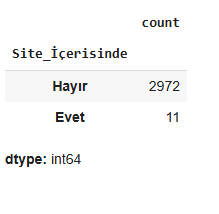 count
Site_İçerisinde
Hayır 2972
Evet 11
dtype: int64